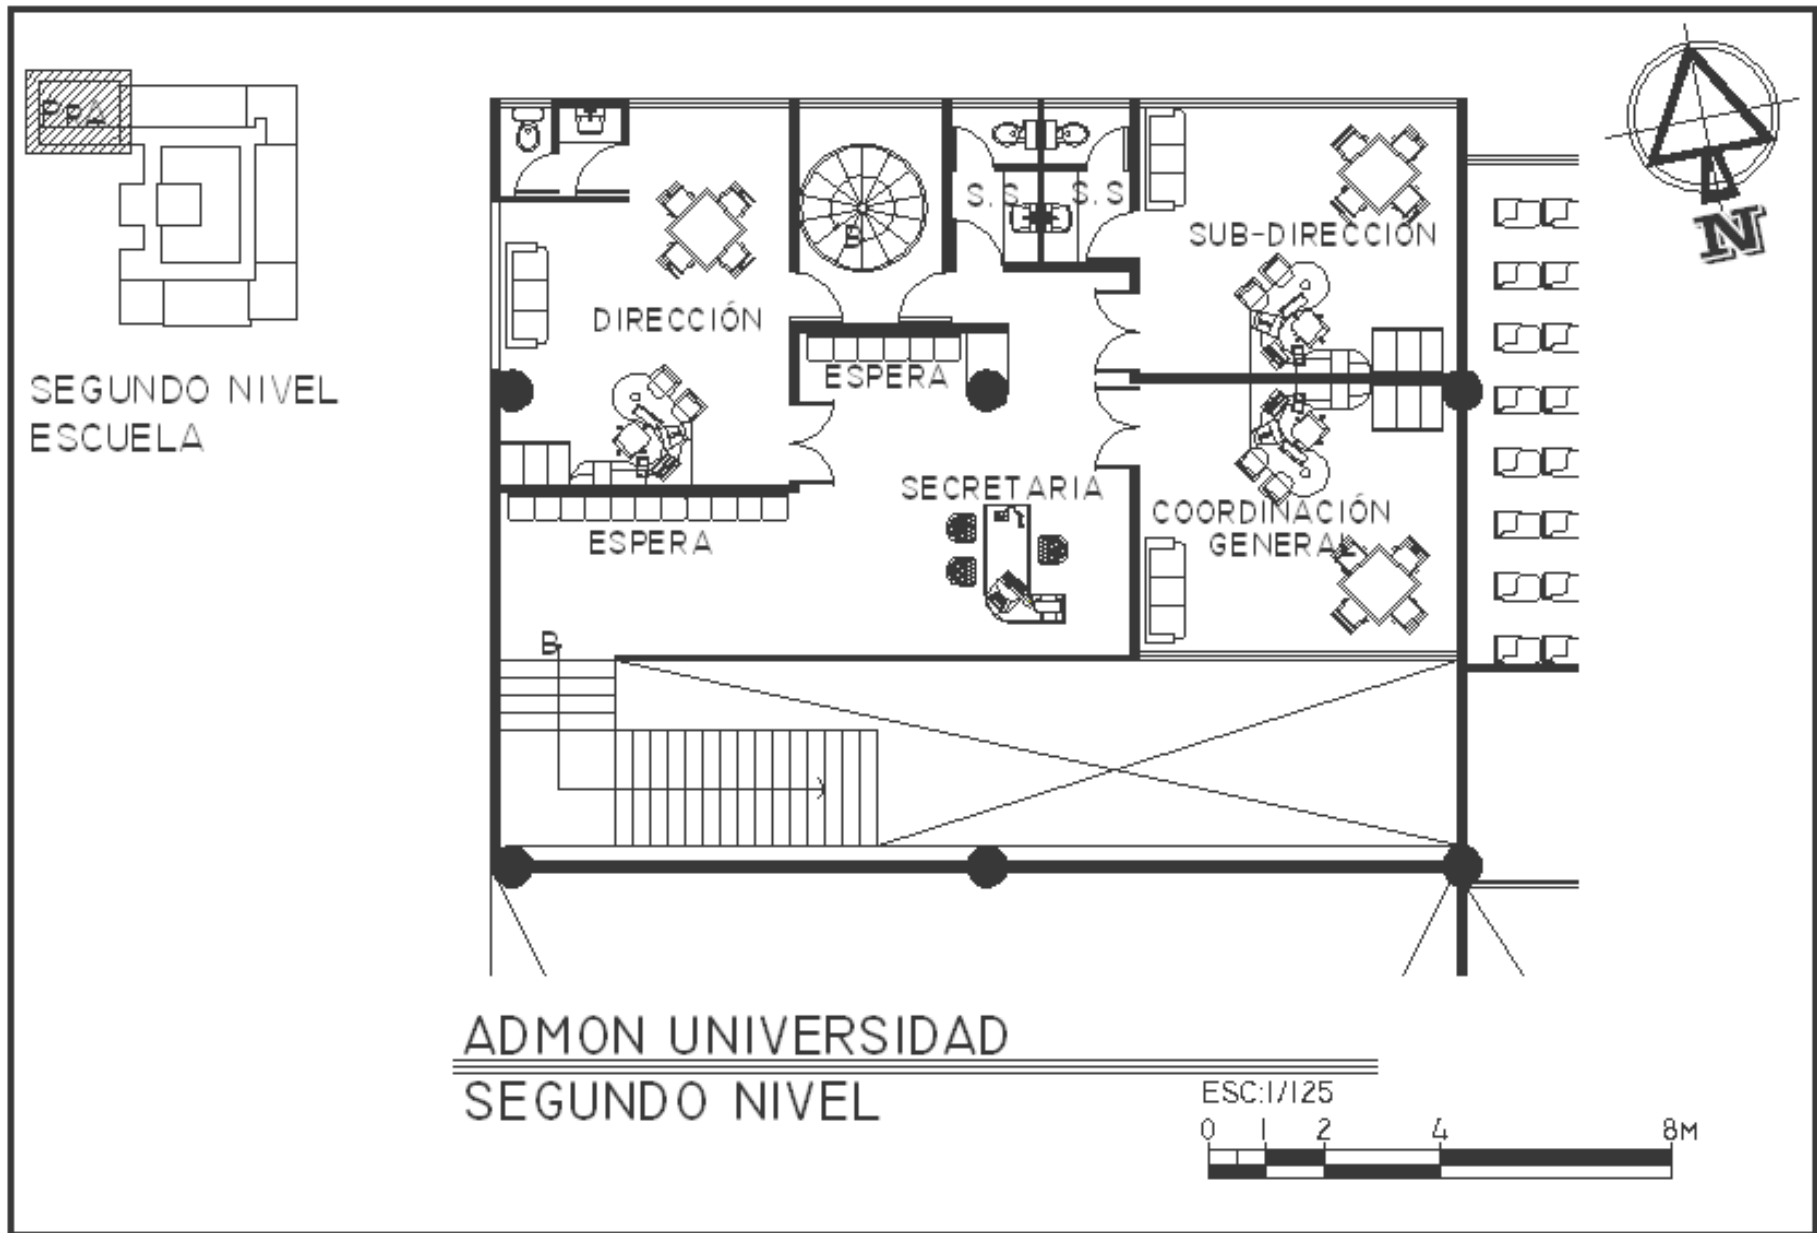 PPA
SEGUNDO NIVEL
ESCUELA
N
S.S
S.S
B
SUB-DIRECCIÓN
DIRECCIÓN
ESPERA
SECRETARIA
COORDINACIÓN
GENERAL
ESPERA
B
ADMON UNIVERSIDAD
SEGUNDO NIVEL
ESC:1/125
0 1 2 4 8M